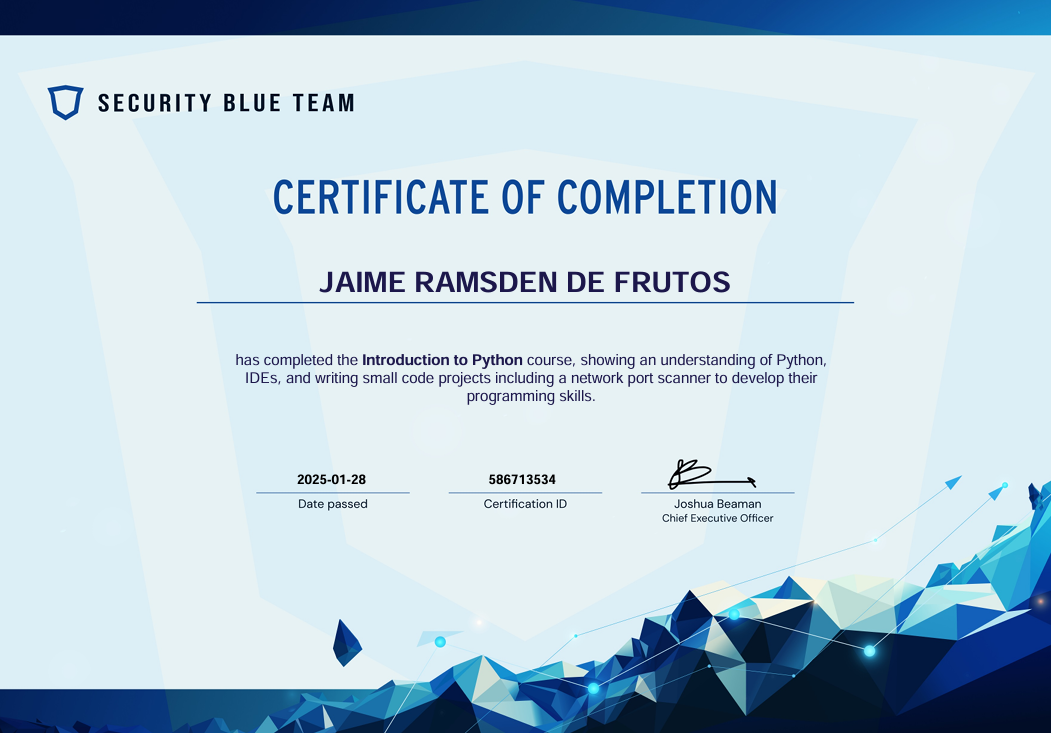 SECURITY BLUE TEAM
CERTIFICATE OF COMPLETION
JAIME RAMSDEN DE FRUTOS
has completed the Introduction to Python course, showing an understanding of Python,
IDEs, and writing small code projects including a network port scanner to develop their
programming skills.
2025-01-28
Date passed
586713534
Certification ID
Joshua Beaman
Chief Executive Officer